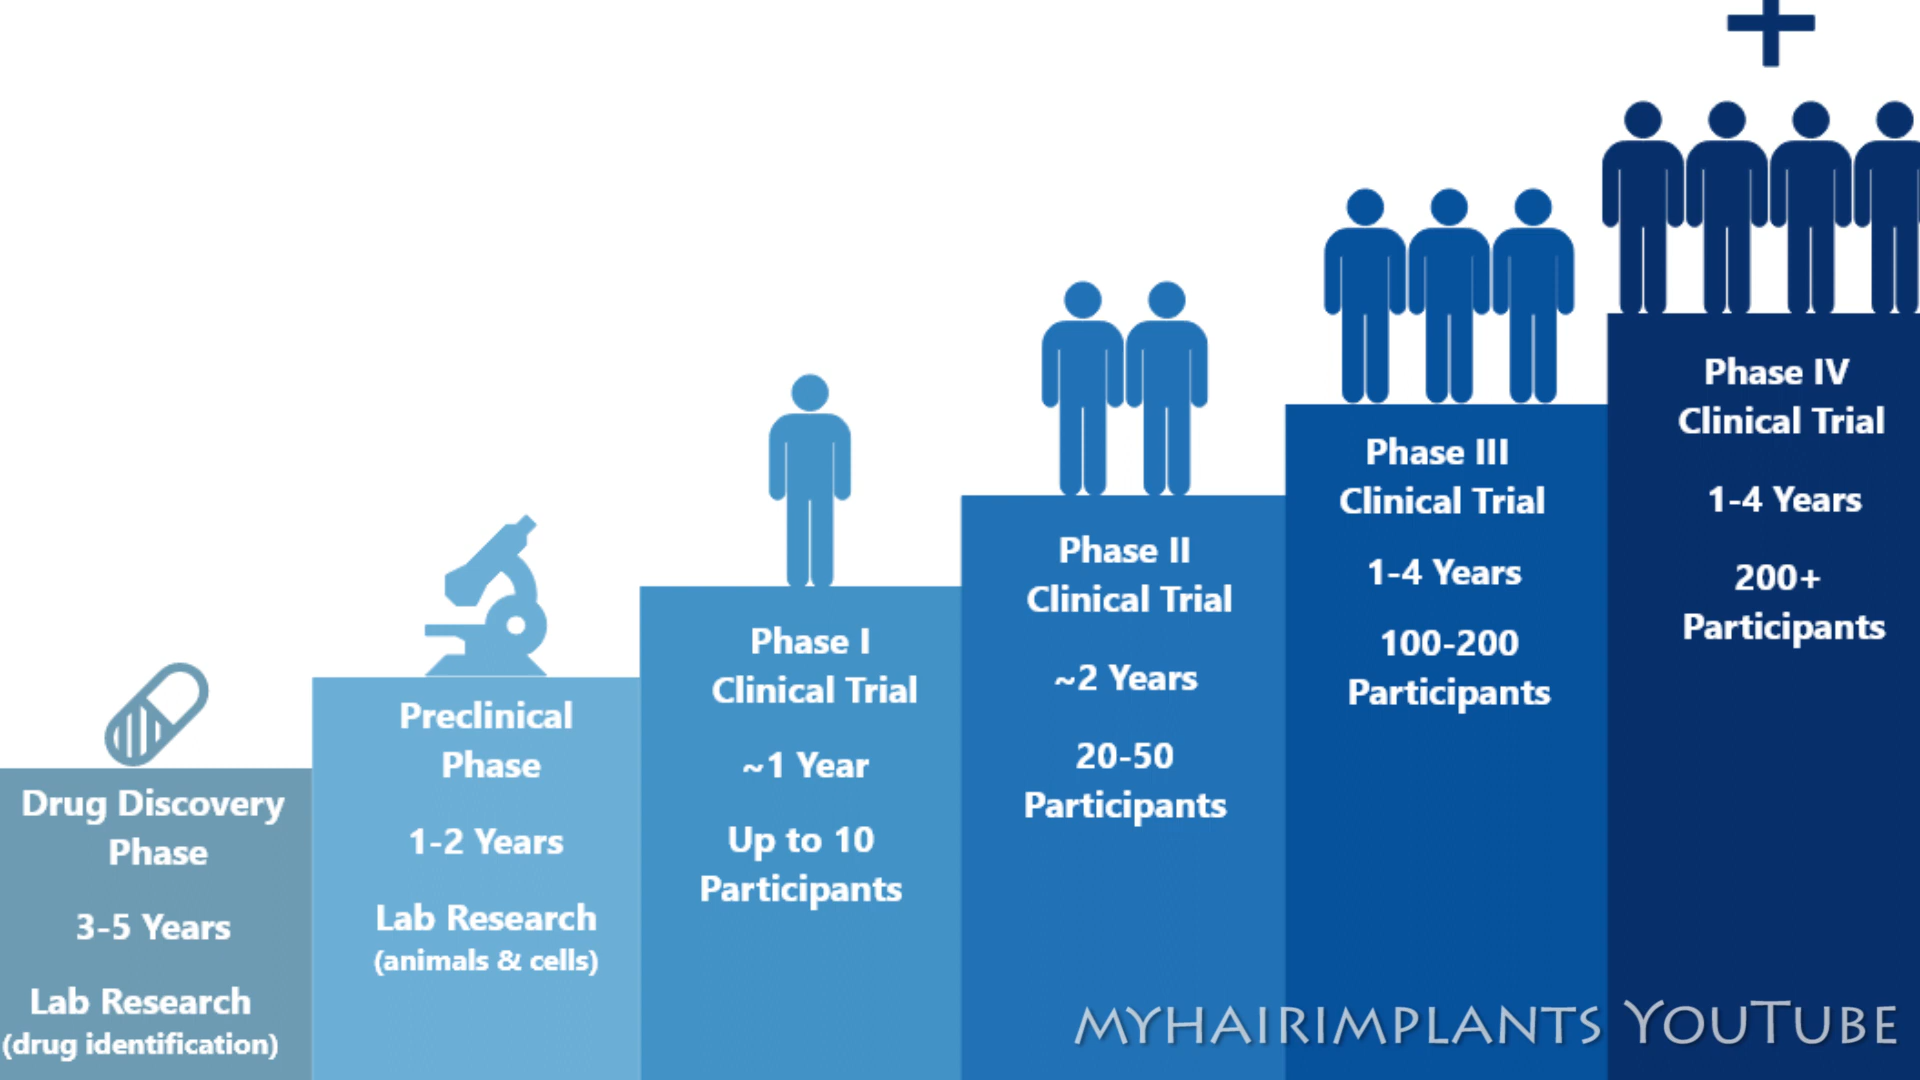 Drug Discovery
Phase
3-5 Years
Lab Research
(drug identification)
Preclinical
Phase
1-2 Years
Lab Research
(animals & cells)
Phase I
Clinical Trial
~1 Year
Up to 10
Participants
Phase II
Clinical Trial
~2 Years
20-50
Participants
Phase III
Clinical Trial
1-4 Years
100-200
Participants
Phase IV
Clinical Trial
1-4 Years
200+
Participants
MYHAIRIMPLANTS YOUTUBE